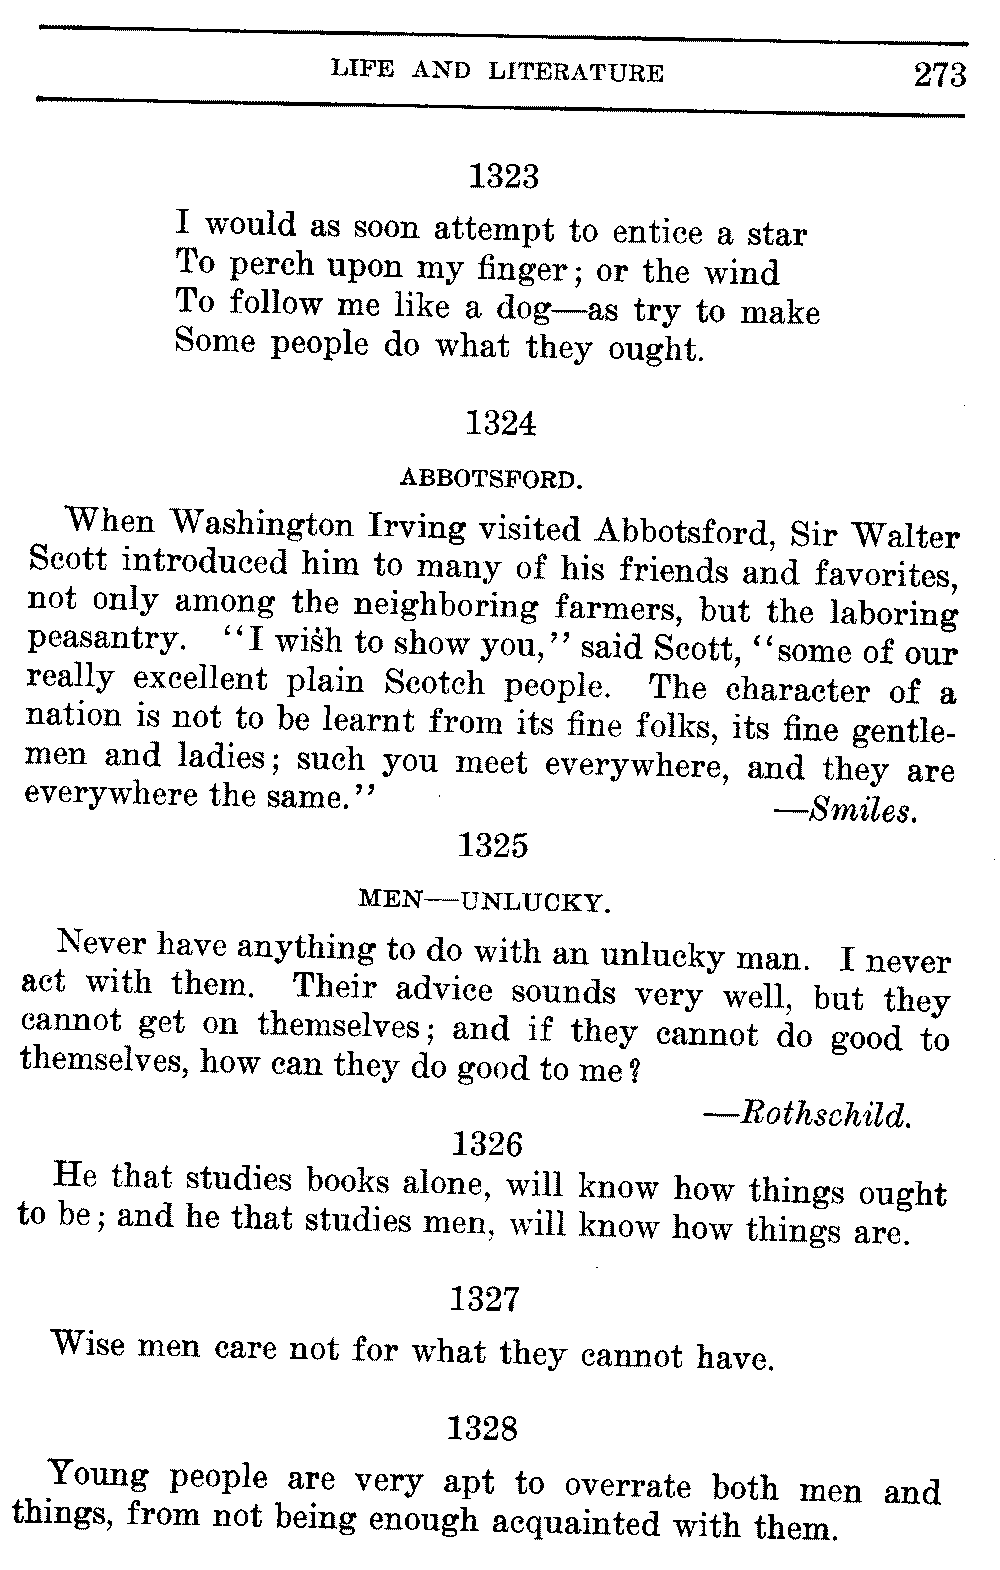 LIFE AND LITERATURE 273
1323
I would as soon attempt to entice a star
To perch upon my finger; or the wind
To follow me like a dog—as try to make
Some people do what they ought.
1324
ABBOTSFORD.
When Washington Irving visited Abbotsford, Sir Walter
Scott introduced him to many of his friends and favorites,
not only among the neighboring farmers, but the laboring
peasantry. "I wish to show you," said Scott, "some of our
really excellent plain Scotch people. The character of a
nation is not to be learnt from its fine folks, its fine gentle-
men and ladies; such you meet everywhere, and they are
everywhere the same."
—Smiles.
1325
MEN—UNLUCKY.
Never have anything to do with an unlucky man. I never
act with them. Their advice sounds very well, but they
cannot get on themselves; and if they cannot do good to
themselves, how can they do good to me?
—Rothschild.
1326
He that studies books alone, will know how things ought
to be; and he that studies men, will know how things are.
1327
Wise men care not for what they cannot have.
1328
Young people are very apt to overrate both men and
things, from not being enough acquainted with them.